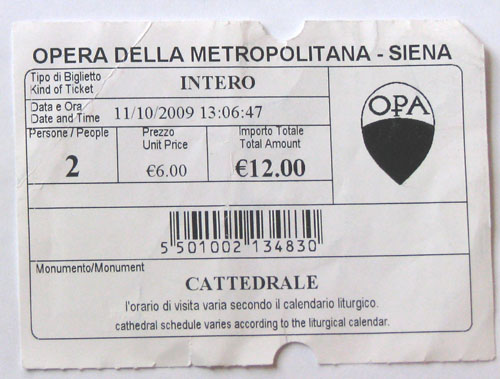 OPERA DELLA METROPOLITANA - SIENA
Tipo di Biglietto
Kind of Ticket
INTERO
Data e Ora
Date and Time
11/10/2009 13:06:47
Persone / People
2
Prezzo
Unit Price
€6.00
Importo Totale
Total Amount
€12.00
OPA
5 501002 134830
Monumento/Monument
CATTEDRALE
l'orario di visita varia secondo il calendario liturgico.
cathedral schedule varies according to the liturgical calendar.